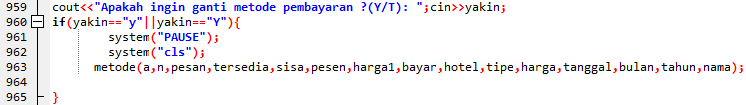 959 cout<<"Apakah ingin ganti metode pembayaran ?(Y/T): ";cin>>yakin;
960 if(yakin=="y"||yakin=="Y"){
961 system("PAUSE");
962 system("cls");
963 metode(a,n,pesan,tersedia,sisa,pesen,harga1,bayar,hotel,tipe,harga,tanggal,bulan,tahun,nama);
964
965 }